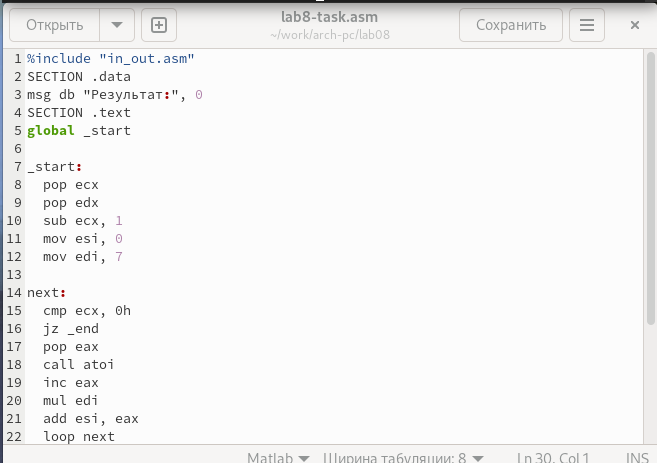 Открыть
lab8-task.asm
~/work/arch-pc/lab08
Сохранить
1 %include "in_out.asm"
2 SECTION .data
3 msg db "Результат:", 0
4 SECTION .text
5 global _start
6
7 _start:
8 pop ecx
9 pop edx
10 sub ecx, 1
11 mov esi, 0
12 mov edi, 7
13
14 next:
15 cmp ecx, 0h
16 jz _end
17 pop eax
18 call atoi
19 inc eax
20 mul edi
21 add esi, eax
22 loop next
Matlab Ширина табуляции: 8 Ln 30, Col 1 INS